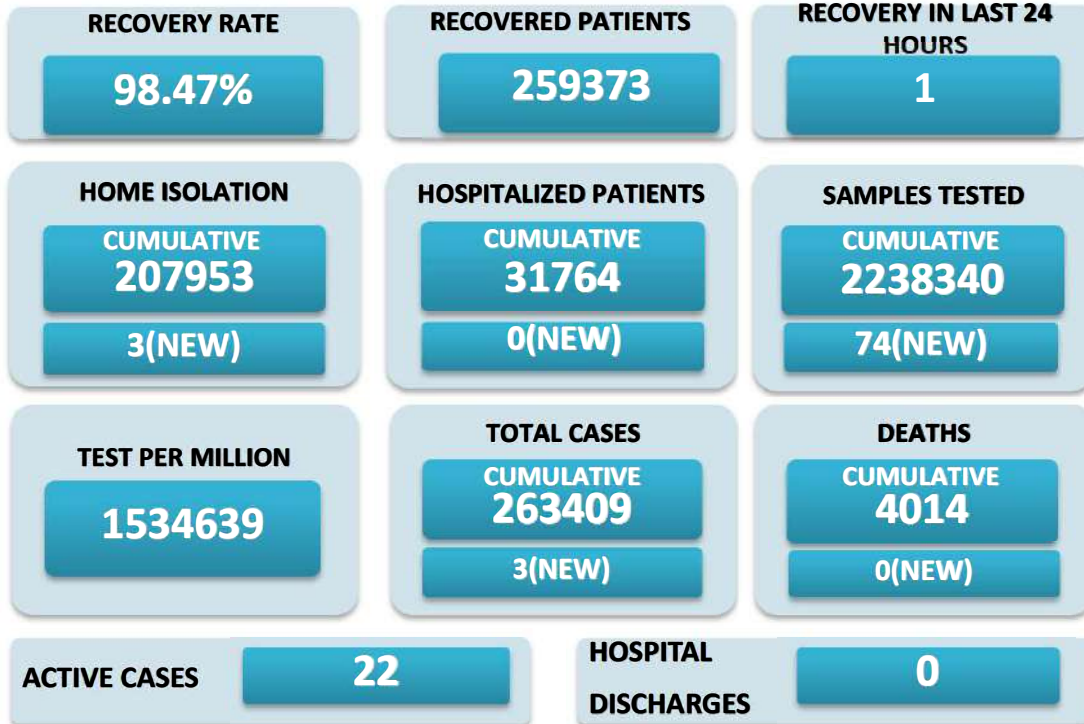 RECOVERY RATE
98.47%
RECOVERED PATIENTS
259373
RECOVERY IN LAST 24
HOURS
1
HOME ISOLATION
CUMULATIVE
207953
3(NEW)
HOSPITALIZED PATIENTS
CUMULATIVE
31764
0(NEW)
SAMPLES TESTED
CUMULATIVE
2238340
74(NEW)
TEST PER MILLION
1534639
TOTAL CASES
CUMULATIVE
263409
3(NEW)
DEATHS
CUMULATIVE
4014
0(NEW)
ACTIVE CASES
22
HOSPITAL
DISCHARGES
0